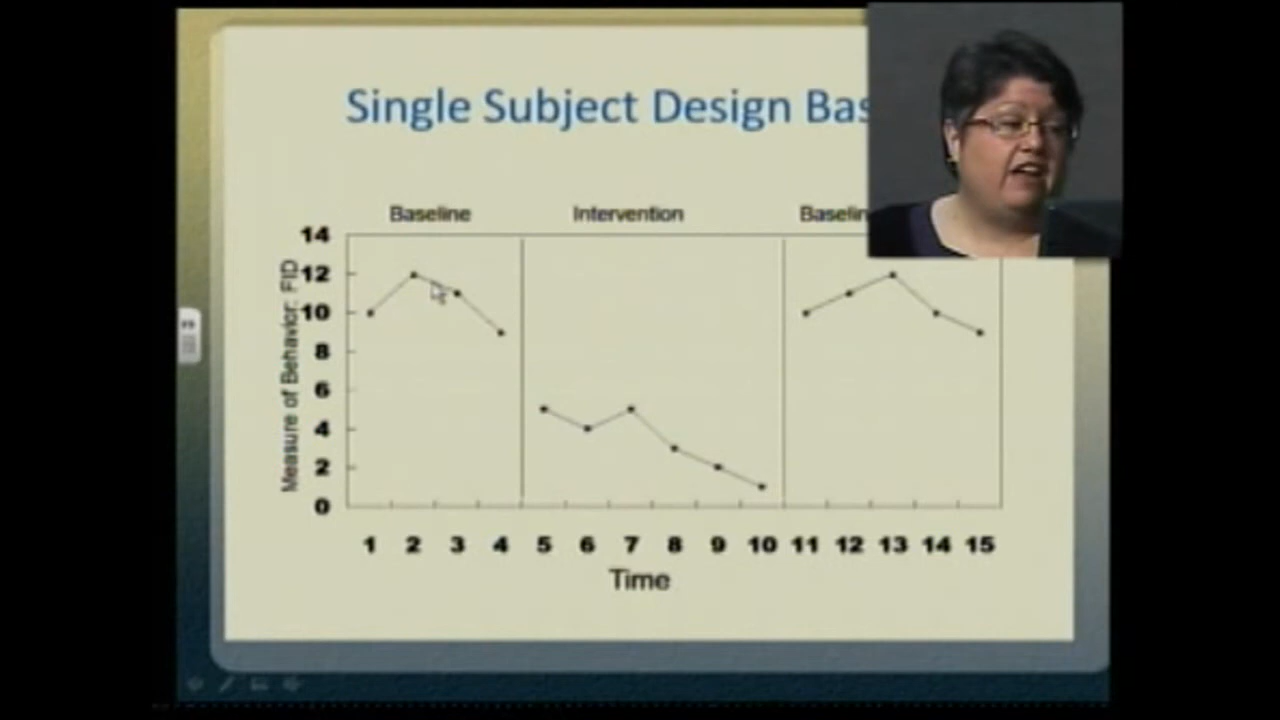 Single Subject Design Bas
Baseline Intervention Baselin
14
12
10
8
6
4
2
0
Measure of Behavior: FID
1 2 3 4 5 6 7 8 9 10 11 12 13 14 15
Time